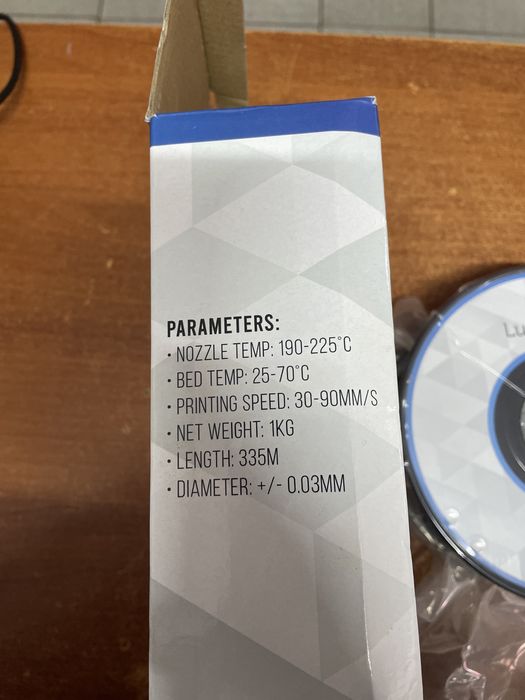 PARAMETERS:
• NOZZLE TEMP: 190-225°C
• BED TEMP: 25-70°C
• PRINTING SPEED: 30-90MM/S
• NET WEIGHT: 1KG
• LENGTH: 335M
• DIAMETER: +/- 0.03MM
Lu